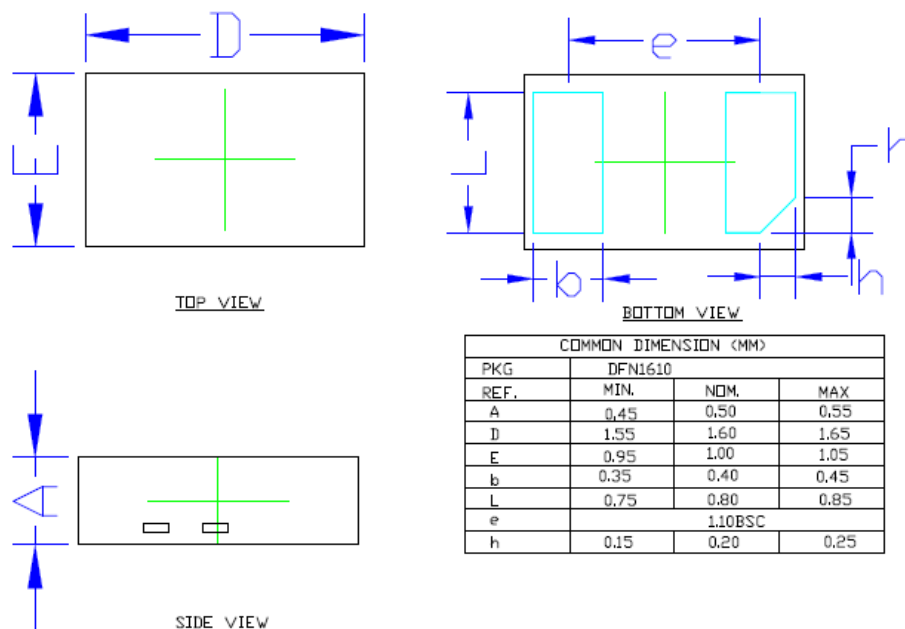 D
e
E
L
h
b
h
TOP VIEW
BOTTOM VIEW
COMMON DIMENSION (MM)
PKG DFN1610
REF. MIN. NOM. MAX
A 0.45 0.50 0.55
D 1.55 1.60 1.65
E 0.95 1.00 1.05
b 0.35 0.40 0.45
L 0.75 0.80 0.85
e 1.10BSC
h 0.15 0.20 0.25
A
SIDE VIEW